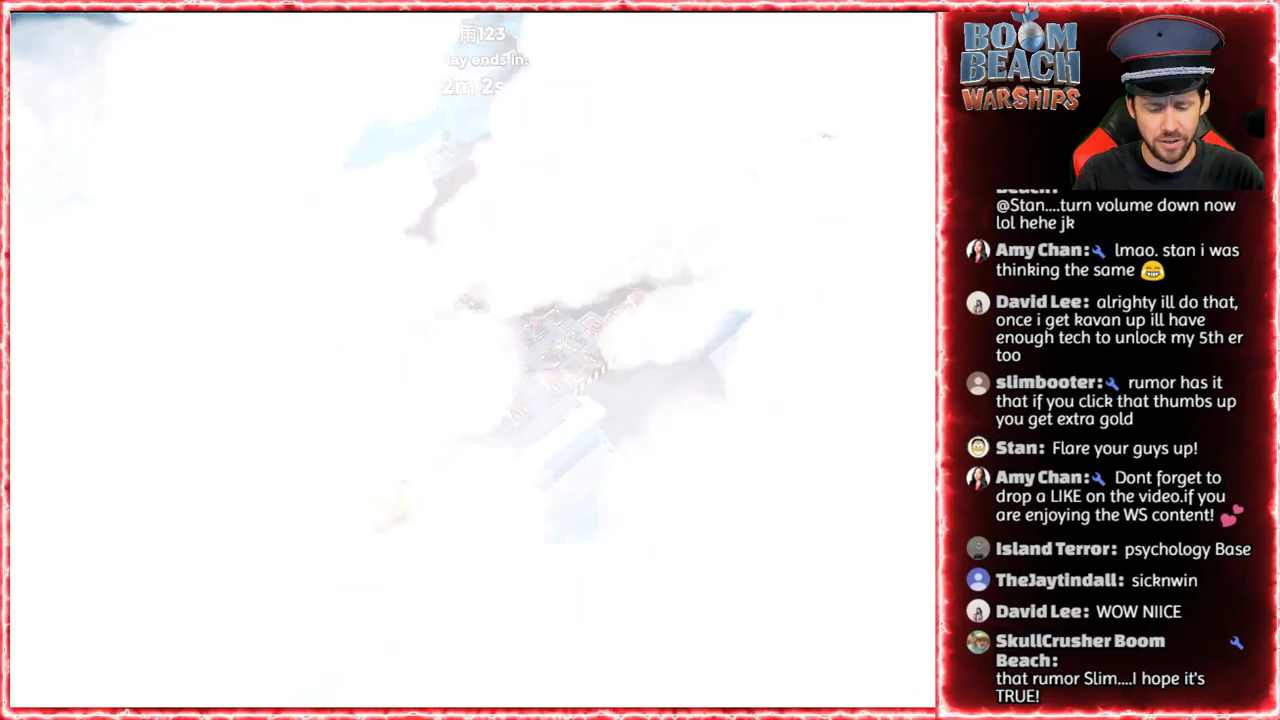 雨123
lay ends in:
2m 2s
BOOM
BEACH
WARSHIPS
Beach:
@Stan....turn volume down now
lol hehe jk
Amy Chan: lmao. stan i was
thinking the same 😁
David Lee: alrighty ill do that,
once i get kavan up ill have
enough tech to unlock my 5th er
too
slimbooter: rumor has it
that if you click that thumbs up
you get extra gold
Stan: Flare your guys up!
Amy Chan: Dont forget to
drop a LIKE on the video.if you
are enjoying the WS content! 💕
Island Terror: psychology Base
TheJaytindall: sicknwin
David Lee: WOW NIICE
SkullCrusher Boom
Beach:
that rumor Slim....I hope it's
TRUE!